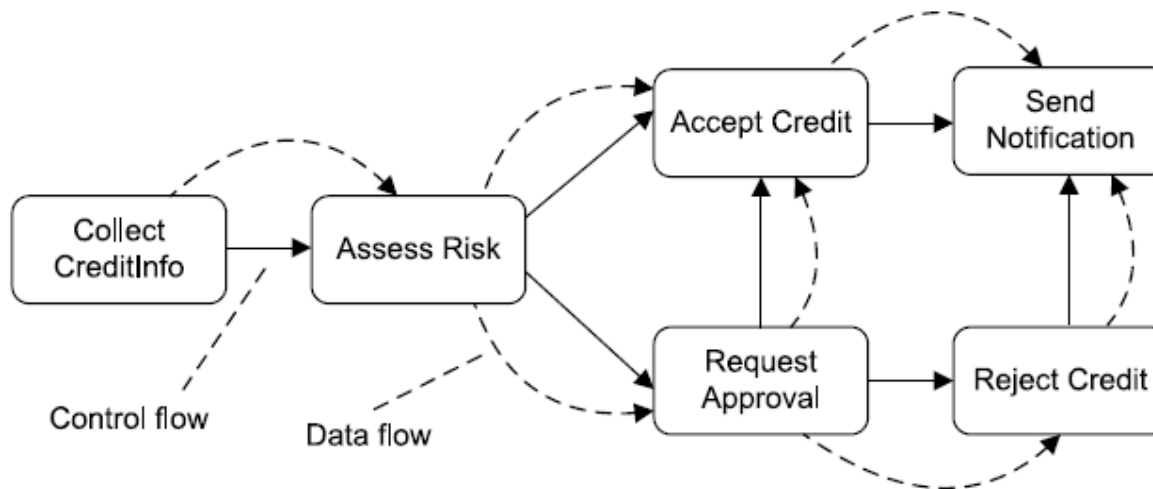 Collect
CreditInfo
Assess Risk
Accept Credit
Send
Notification
Request
Approval
Reject Credit
Control flow
Data flow